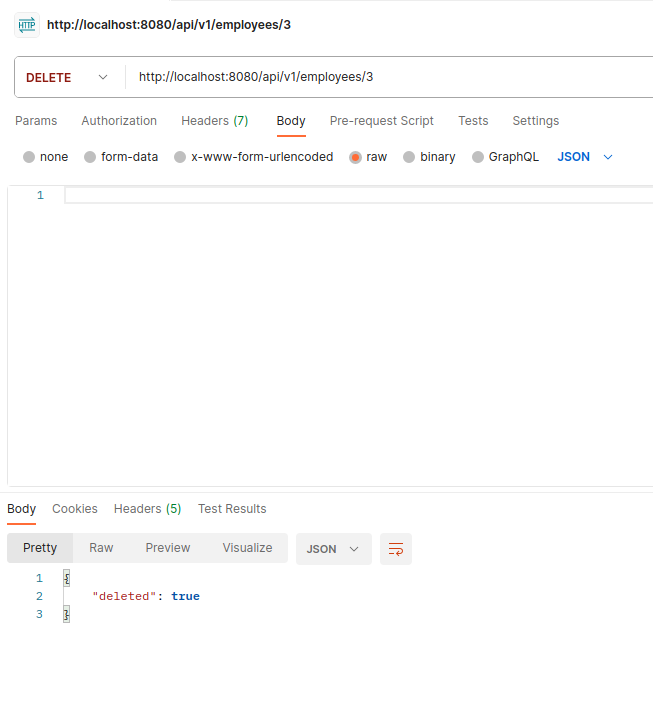 HTTP http://localhost:8080/api/v1/employees/3
DELETE http://localhost:8080/api/v1/employees/3
Params Authorization Headers (7) Body Pre-request Script Tests Settings
none form-data x-www-form-urlencoded raw binary GraphQL JSON
1
Body Cookies Headers (5) Test Results
Pretty Raw Preview Visualize JSON
1 {
2 "deleted": true
3 }